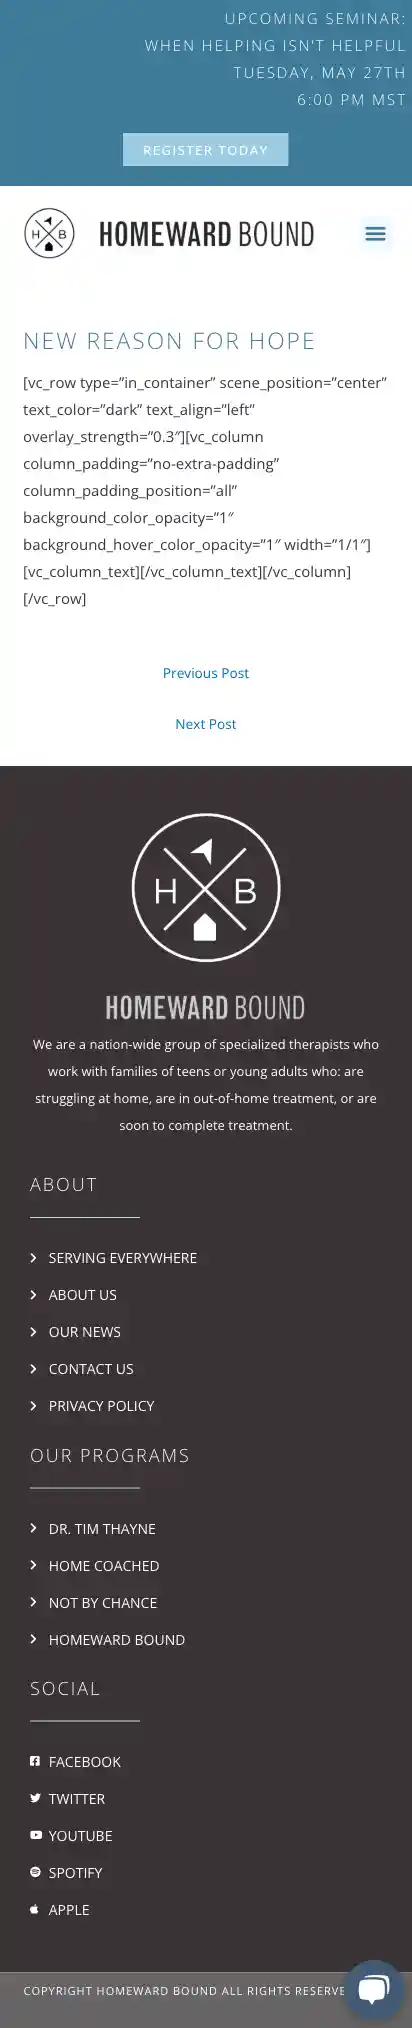 UPCOMING SEMINAR:
WHEN HELPING ISN'T HELPFUL
TUESDAY, MAY 27TH
6:00 PM MST
REGISTER TODAY
H B HOMEWARD BOUND
NEW REASON FOR HOPE
[vc_row type="in_container" scene_position="center"
text_color="dark" text_align="left"
overlay_strength="0.3″][vc_column
column_padding="no-extra-padding"
column_padding_position="all"
background_color_opacity="1″
background_hover_color_opacity="1″ width="1/1″]
[vc_column_text][/vc_column_text][/vc_column]
[/vc_row]
Previous Post
Next Post
H B
HOMEWARD BOUND
We are a nation-wide group of specialized therapists who
work with families of teens or young adults who: are
struggling at home, are in out-of-home treatment, or are
soon to complete treatment.
ABOUT
SERVING EVERYWHERE
ABOUT US
OUR NEWS
CONTACT US
PRIVACY POLICY
OUR PROGRAMS
DR. TIM THAYNE
HOME COACHED
NOT BY CHANCE
HOMEWARD BOUND
SOCIAL
FACEBOOK
TWITTER
YOUTUBE
SPOTIFY
APPLE
COPYRIGHT HOMEWARD BOUND ALL RIGHTS RESERVE